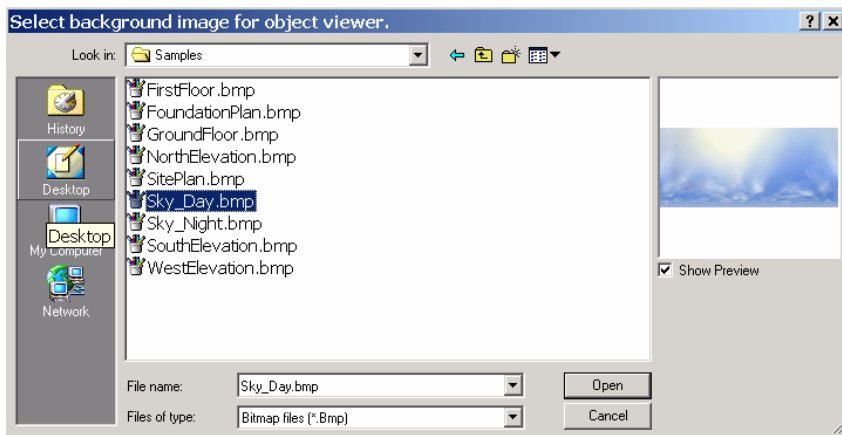 Select background image for object viewer.
Look in: Samples
History
Desktop
Desktop
My Computer
Network
FirstFloor.bmp
FoundationPlan.bmp
GroundFloor.bmp
NorthElevation.bmp
SitePlan.bmp
Sky_Day.bmp
Sky_Night.bmp
SouthElevation.bmp
WestElevation.bmp
Show Preview
File name: Sky_Day.bmp Open
Files of type: Bitmap files (*.Bmp) Cancel